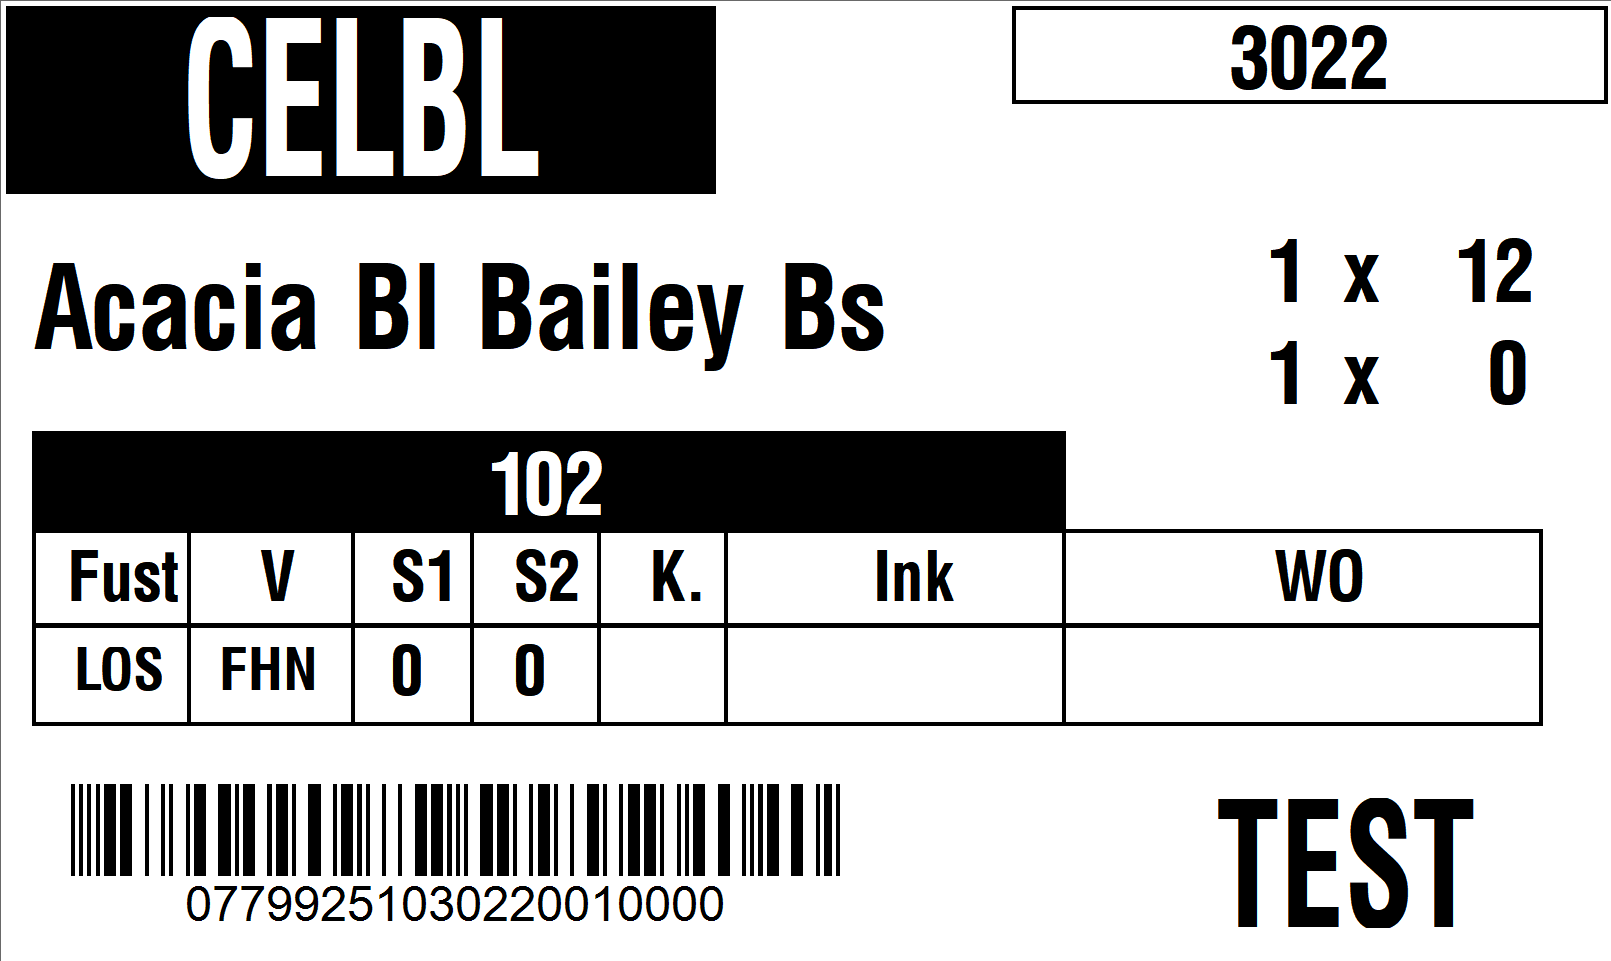 CELBL
3022
Acacia Bl Bailey Bs
1 x 12
1 x 0
102
Fust V S1 S2 K. Ink WO
LOS FHN 0 0
07799251030220010000
TEST